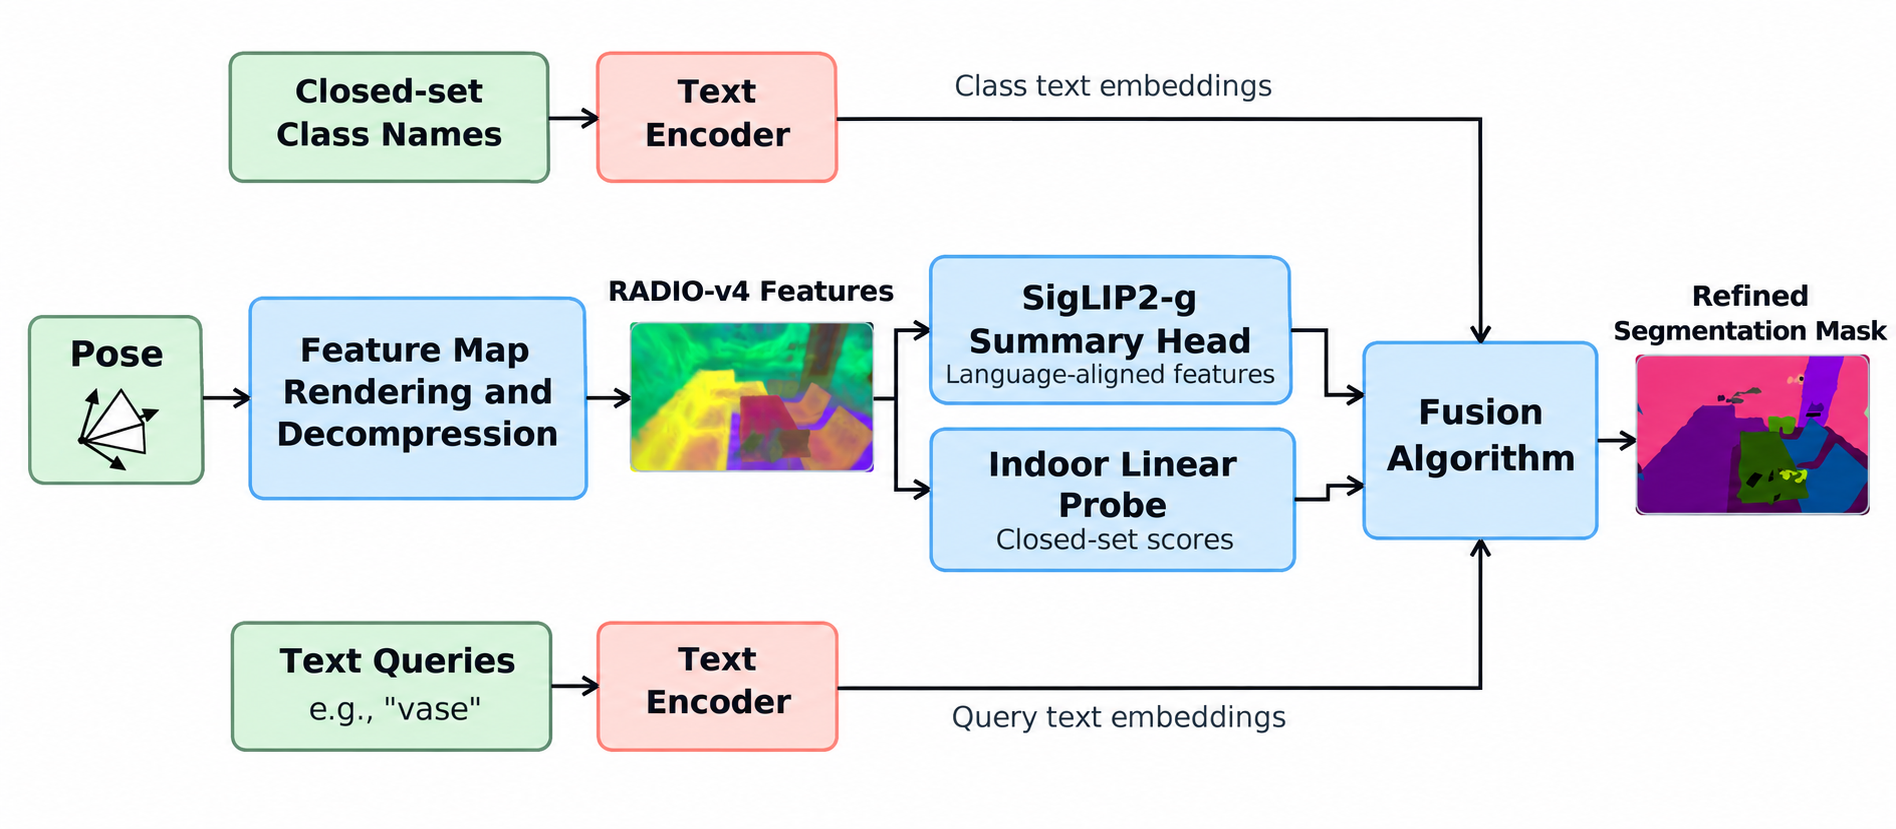 Closed-set
Class Names
Text
Encoder
Class text embeddings
Pose
Feature Map
Rendering and
Decompression
RADIO-v4 Features
SigLIP2-g
Summary Head
Language-aligned features
Indoor Linear
Probe
Closed-set scores
Fusion
Algorithm
Refined
Segmentation Mask
Text Queries
e.g., "vase"
Text
Encoder
Query text embeddings